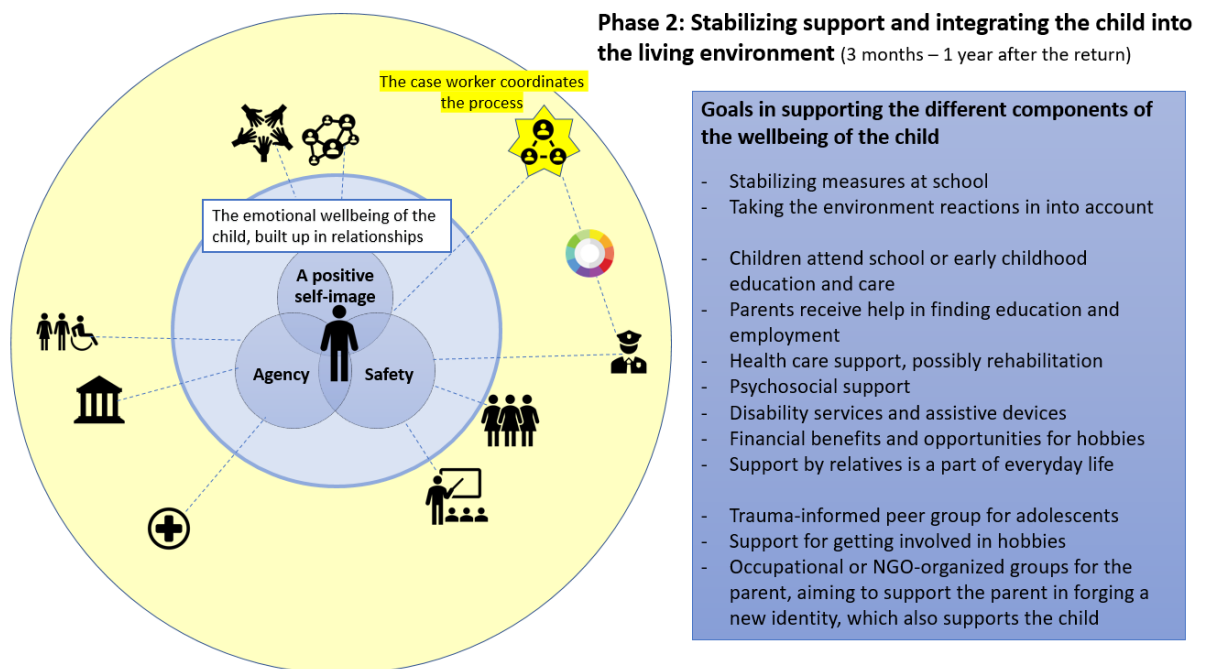 Phase 2: Stabilizing support and integrating the child into
the living environment (3 months – 1 year after the return)
The case worker coordinates
the process
The emotional wellbeing of the
child, built up in relationships
A positive
self-image
Agency
Safety
Goals in supporting the different components of
the wellbeing of the child
- Stabilizing measures at school
- Taking the environment reactions in into account
- Children attend school or early childhood
education and care
- Parents receive help in finding education and
employment
- Health care support, possibly rehabilitation
- Psychosocial support
- Disability services and assistive devices
- Financial benefits and opportunities for hobbies
- Support by relatives is a part of everyday life
- Trauma-informed peer group for adolescents
- Support for getting involved in hobbies
- Occupational or NGO-organized groups for the
parent, aiming to support the parent in forging a
new identity, which also supports the child